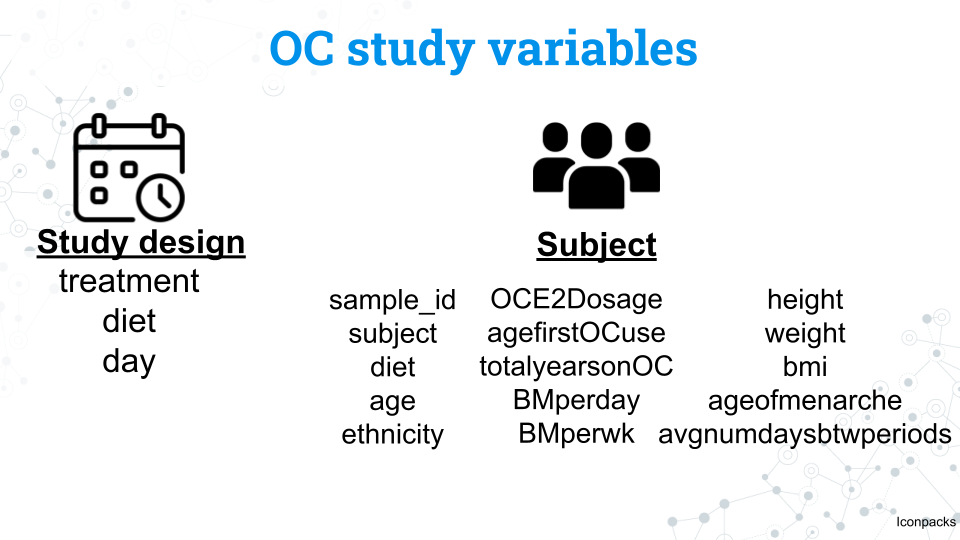 OC study variables
Study design
treatment
diet
day
Subject
sample_id
subject
diet
age
ethnicity
OCE2Dosage
agefirstOCuse
totalyearsonOC
BMperday
BMperwk
height
weight
bmi
ageofmenarche
avgnumdaysbtwperiods
Iconpacks